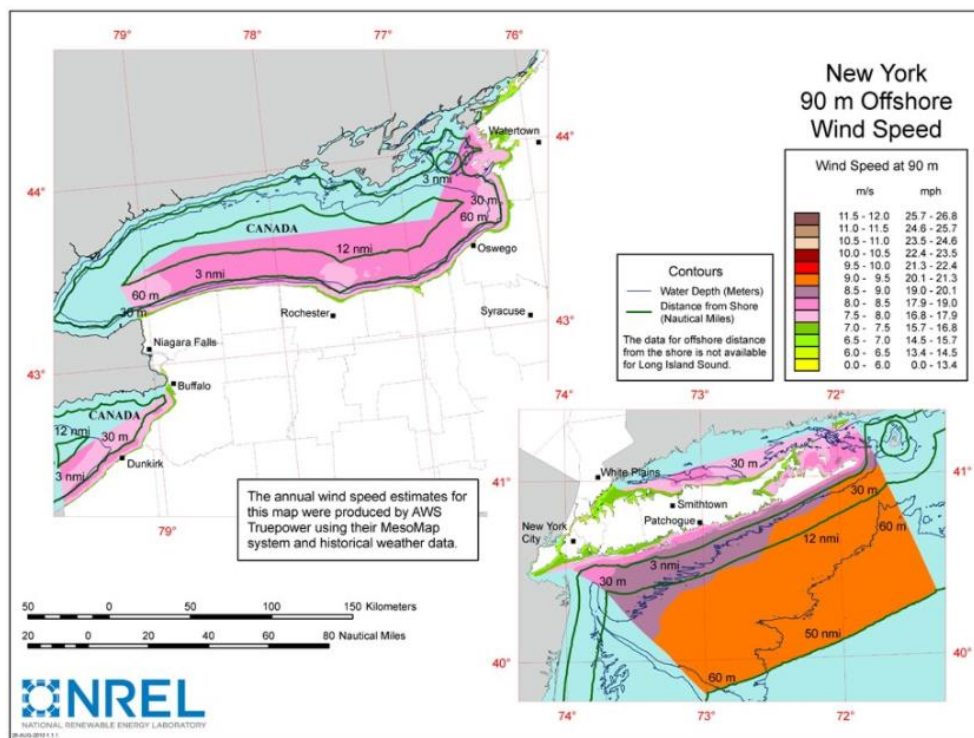 79°
78°
77°
76°
New York
90 m Offshore
Wind Speed
Watertown
44°
3 nmi
44°
30 m
60 m
CANADA
12 nmi
Oswego
3 nmi
60 m
30 m
Rochester
Syracuse
43°
Niagara Falls
43°
Buffalo
CANADA
12 nmi
30 m
Dunkirk
3 nmi
79°
Contours
Water Depth (Meters)
Distance from Shore
(Nautical Miles)
The data for offshore distance
from the shore is not available
for Long Island Sound.
Wind Speed at 90 m
m/s mph
11.5 - 12.0 25.7 - 26.8
11.0 - 11.5 24.6 - 25.7
10.5 - 11.0 23.5 - 24.6
10.0 - 10.5 22.4 - 23.5
9.5 - 10.0 21.3 - 22.4
9.0 - 9.5 20.1 - 21.3
8.5 - 9.0 19.0 - 20.1
8.0 - 8.5 17.9 - 19.0
7.5 - 8.0 16.8 - 17.9
7.0 - 7.5 15.7 - 16.8
6.5 - 7.0 14.5 - 15.7
6.0 - 6.5 13.4 - 14.5
0.0 - 6.0 0.0 - 13.4
The annual wind speed estimates for
this map were produced by AWS
Truepower using their MesoMap
system and historical weather data.
74°
73°
72°
41°
41°
30 m
White Plains
Smithtown
Patchogue
New York
City
30 m
60 m
12 nmi
3 nmi
30 m
50 nmi
60 m
40°
40°
74°
73°
72°
50 0 50 100 150 Kilometers
20 0 20 40 60 80 Nautical Miles
NREL
NATIONAL RENEWABLE ENERGY LABORATORY